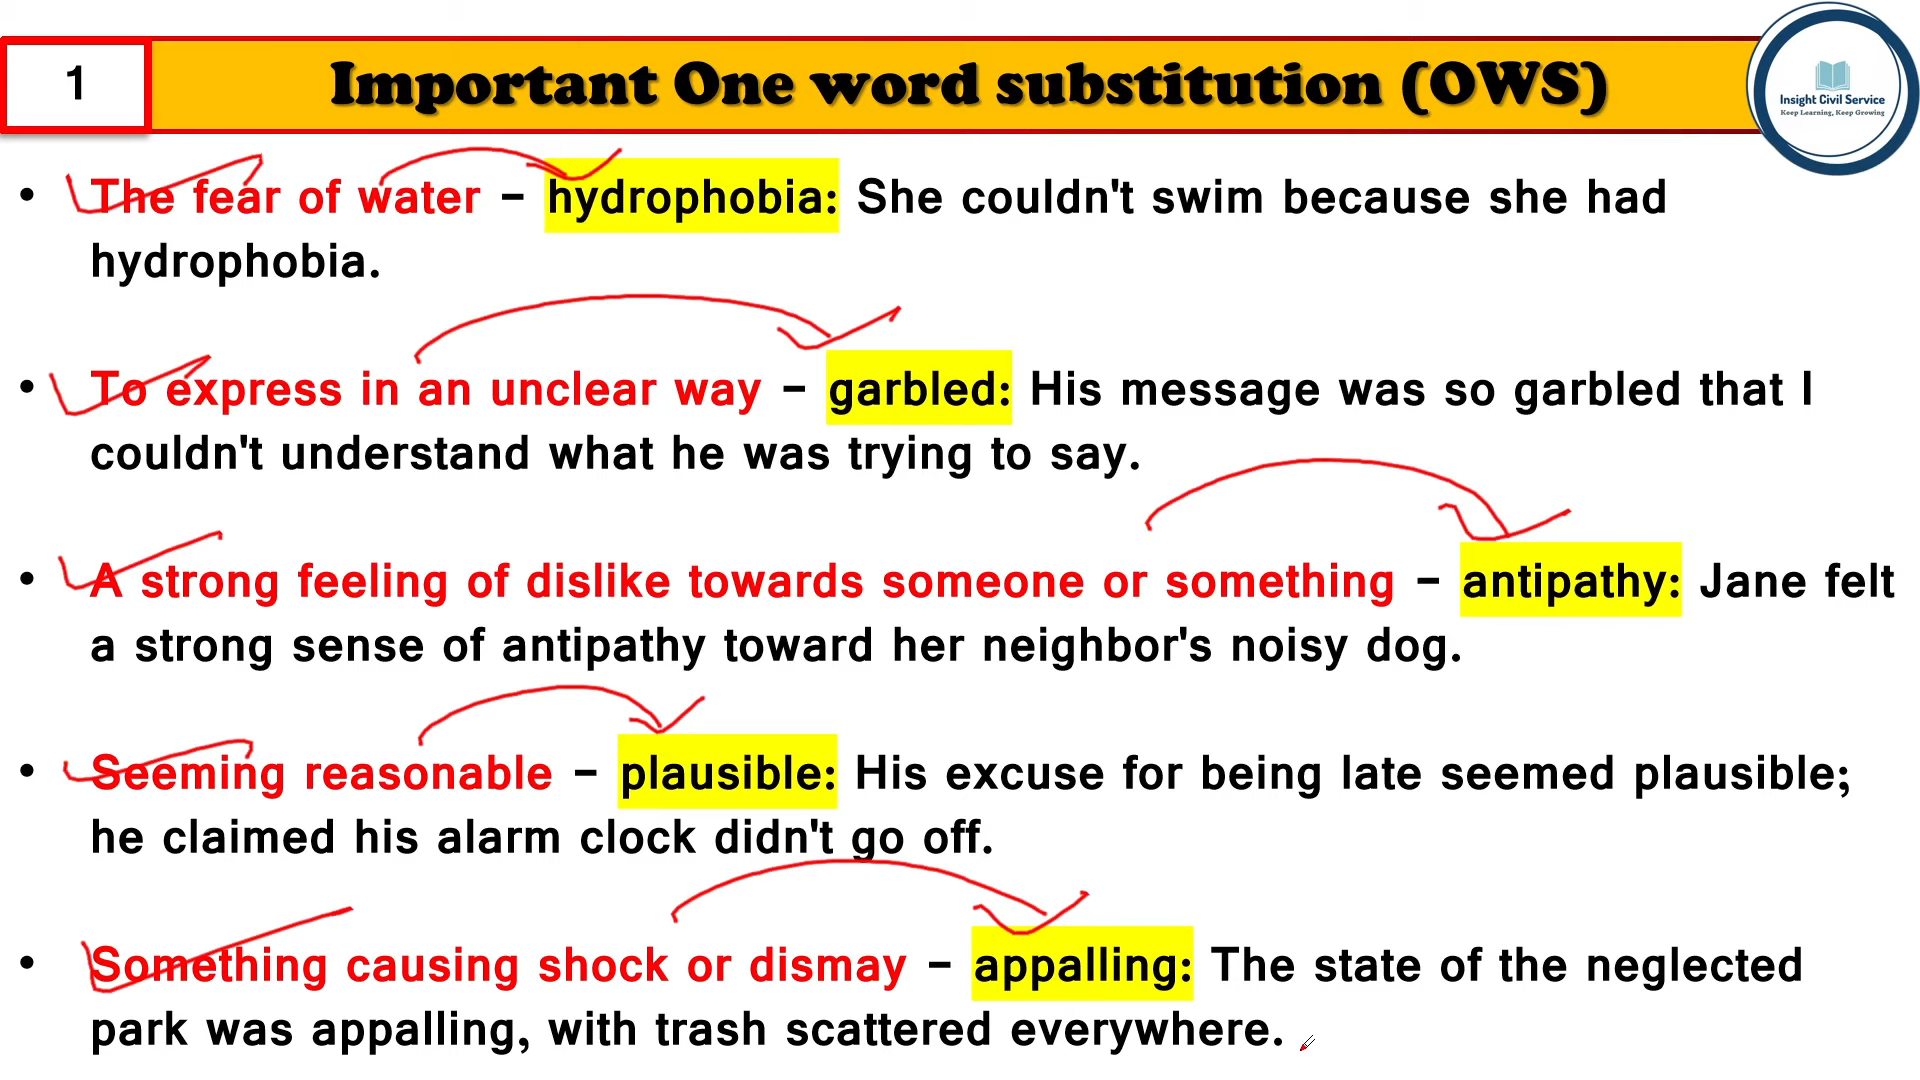 1
Important One word substitution (OWS)
Insight Civil Service
Keep Learning, Keep Growing
• The fear of water – hydrophobia: She couldn't swim because she had
hydrophobia.
• To express in an unclear way – garbled: His message was so garbled that I
couldn't understand what he was trying to say.
• A strong feeling of dislike towards someone or something – antipathy: Jane felt
a strong sense of antipathy toward her neighbor's noisy dog.
• Seeming reasonable – plausible: His excuse for being late seemed plausible;
he claimed his alarm clock didn't go off.
• Something causing shock or dismay – appalling: The state of the neglected
park was appalling, with trash scattered everywhere.